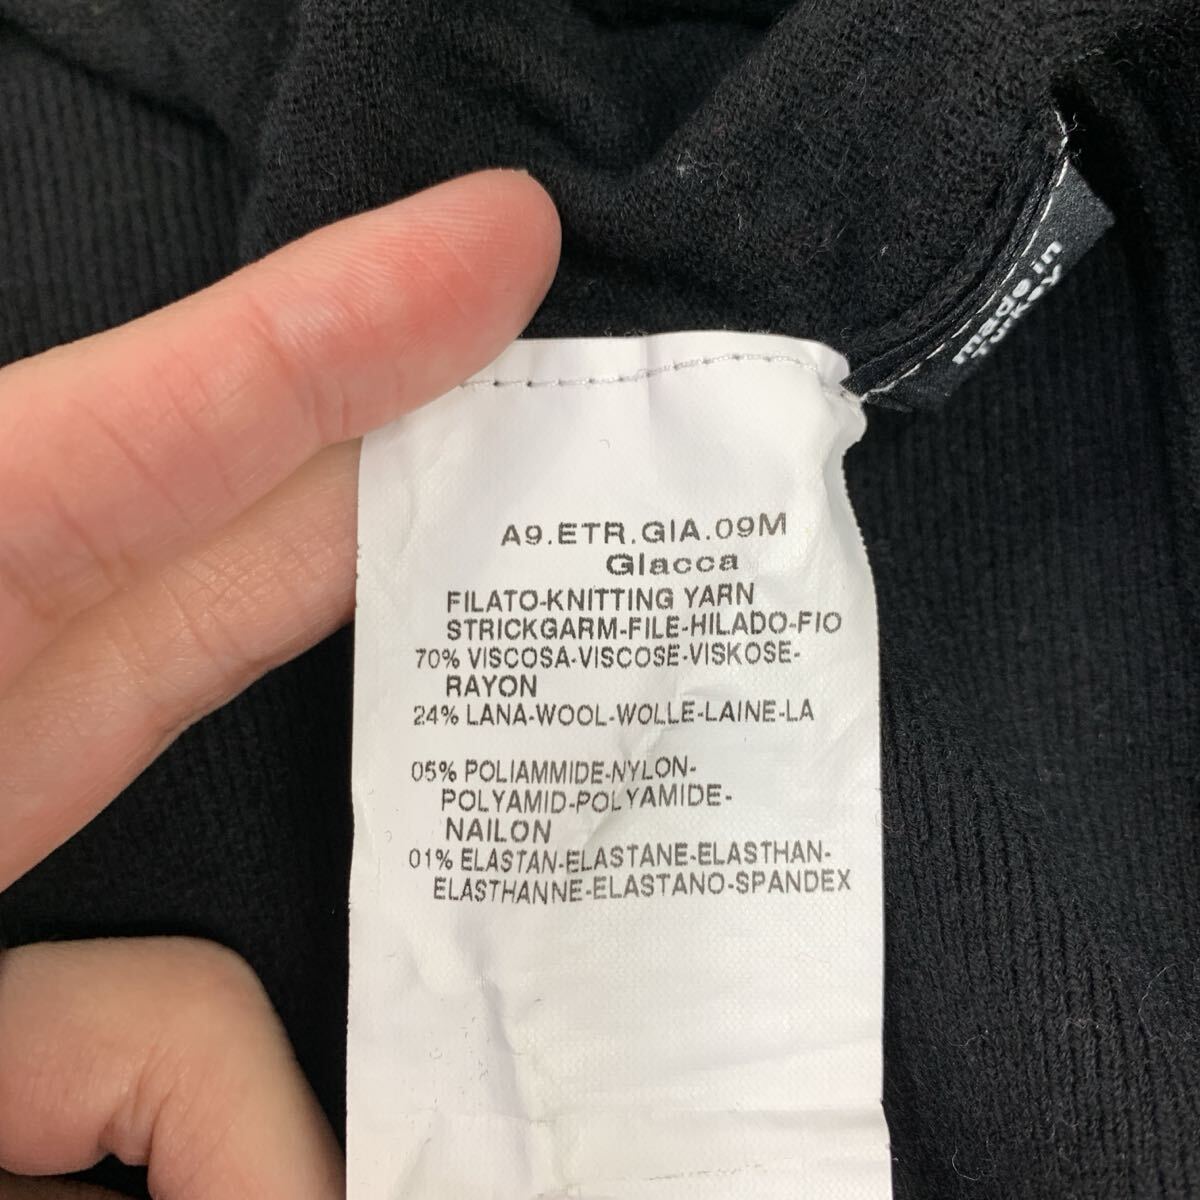 made in
Turkey
A9.ETR.GIA.09M
Giacca
FILATO-KNITTING YARN
STRICKGARM-FILE-HILADO-FIO
70% VISCOSA-VISCOSE-VISKOSE-
RAYON
24% LANA-WOOL-WOLLE-LAINE-LA
05% POLIAMMIDE-NYLON-
POLYAMID-POLYAMIDE-
NAILON
01% ELASTAN-ELASTANE-ELASTHAN-
ELASTHANNE-ELASTANO-SPANDEX